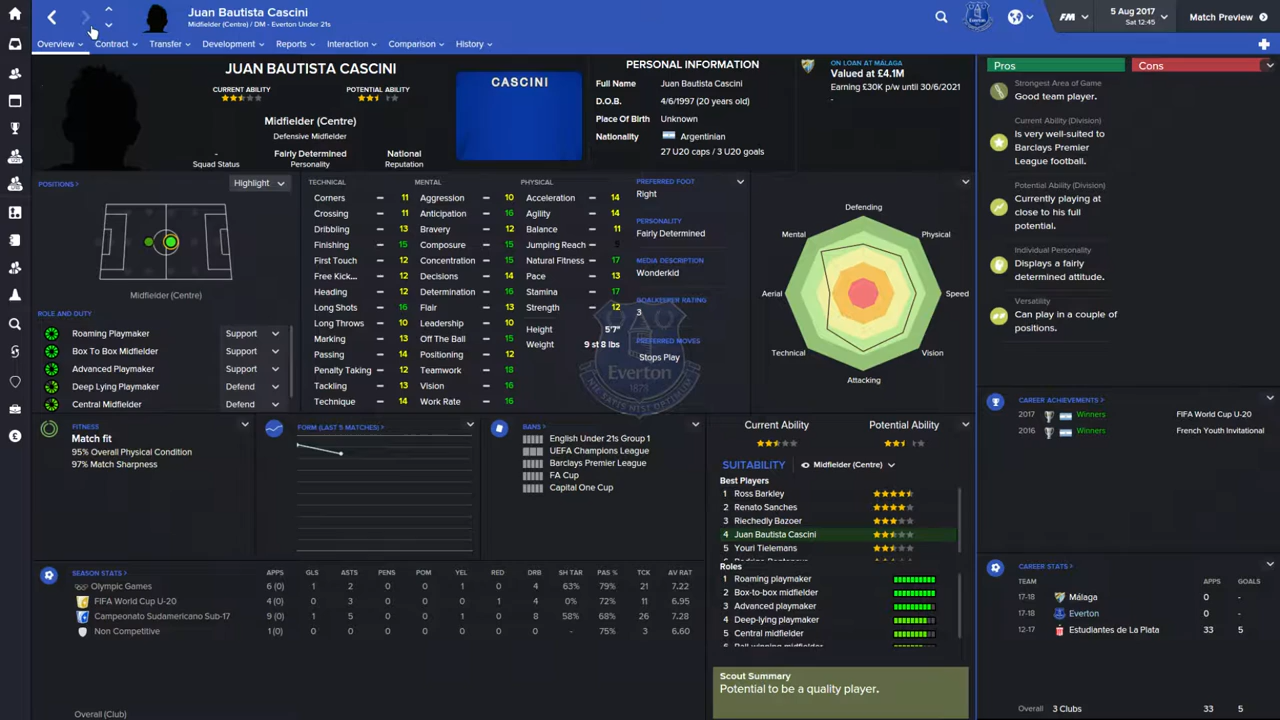 Juan Bautista Cascini
Midfielder (Centre) / DM - Everton Under 21s
FM
5 Aug 2017
Sat 12:45
Match Preview
Overview
Contract
Transfer
Development
Reports
Interaction
Comparison
History
JUAN BAUTISTA CASCINI
CURRENT ABILITY
POTENTIAL ABILITY
Midfielder (Centre)
Defensive Midfielder
-
Squad Status
Fairly Determined
Personality
National
Reputation
CASCINI
PERSONAL INFORMATION
Full Name Juan Bautista Cascini
D.O.B. 4/6/1997 (20 years old)
Place Of Birth Unknown
Nationality Argentinian
27 U20 caps / 3 U20 goals
ON LOAN AT MÁLAGA
Valued at £4.1M
Earning £30K p/w until 30/6/2021
-
Pros
Cons
Strongest Area of Game
Good team player.
Current Ability (Division)
Is very well-suited to
Barclays Premier
League football.
Potential Ability (Division)
Currently playing at
close to his full
potential.
Individual Personality
Displays a fairly
determined attitude.
Versatility
Can play in a couple of
positions.
POSITIONS >
Highlight
Midfielder (Centre)
ROLE AND DUTY
Roaming Playmaker Support
Box To Box Midfielder Support
Advanced Playmaker Support
Deep Lying Playmaker Defend
Central Midfielder Defend
TECHNICAL MENTAL PHYSICAL
Corners - 11 Aggression - 10 Acceleration - 14
Crossing - 11 Anticipation - 16 Agility - 14
Dribbling - 13 Bravery - 12 Balance - 11
Finishing - 15 Composure - 15 Jumping Reach - 5
First Touch - 12 Concentration - 15 Natural Fitness - 17
Free Kick... - 12 Decisions - 14 Pace - 13
Heading - 12 Determination - 16 Stamina - 17
Long Shots - 16 Flair - 13 Strength - 12
Long Throws - 10 Leadership - 10
Marking - 13 Off The Ball - 15
Passing - 14 Positioning - 12
Penalty Taking - 12 Teamwork - 18
Tackling - 13 Vision - 16
Technique - 14 Work Rate - 16
Height 5'7"
Weight 9 st 8 lbs
PREFERRED FOOT
Right
PERSONALITY
Fairly Determined
MEDIA DESCRIPTION
Wonderkid
GOALKEEPER RATING
3
PREFERRED MOVES
Stops Play
Everton
1878
NIL SATIS NISI OPTIMUM
Defending
Physical
Speed
Vision
Attacking
Technical
Aerial
Mental
FITNESS
Match fit
95% Overall Physical Condition
97% Match Sharpness
FORM (LAST 5 MATCHES) >
BANS >
English Under 21s Group 1
UEFA Champions League
Barclays Premier League
FA Cup
Capital One Cup
Current Ability
Potential Ability
SUITABILITY
Midfielder (Centre)
Best Players
1 Ross Barkley
2 Renato Sanches
3 Riechedly Bazoer
4 Juan Bautista Cascini
5 Youri Tielemans
Roles
1 Roaming playmaker
2 Box-to-box midfielder
3 Advanced playmaker
4 Deep-lying playmaker
5 Central midfielder
6 Ball-winning midfielder
Scout Summary
Potential to be a quality player.
CAREER ACHIEVEMENTS >
2017 Winners FIFA World Cup U-20
2016 Winners French Youth Invitational
SEASON STATS > APPS GLS ASTS PENS POM YEL RED DRB SH TAR PAS % TCK AV RAT
Olympic Games 6 (0) 1 2 0 0 1 0 4 63% 79% 21 7.22
FIFA World Cup U-20 4 (0) 0 3 0 0 0 1 4 0% 72% 11 6.95
Campeonato Sudamericano Sub-17 9 (0) 1 5 0 0 1 0 8 58% 68% 26 7.28
Non Competitive 1 (0) 0 0 0 0 0 0 0 - 75% 3 6.60
Overall (Club)
CAREER STATS >
TEAM APPS GOALS
17-18 Málaga 0 -
17-18 Everton 0 -
12-17 Estudiantes de La Plata 33 5
Overall 3 Clubs 33 5